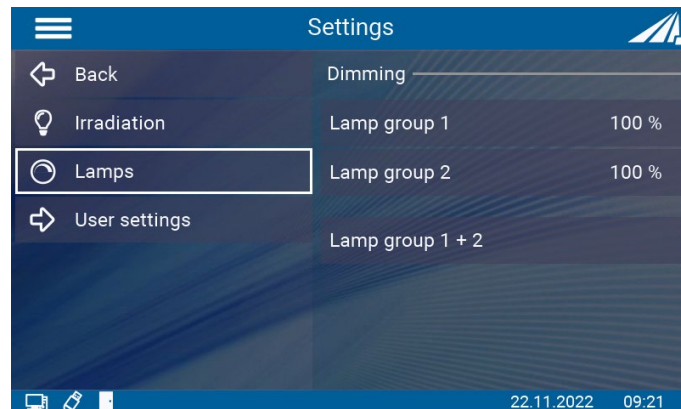 Settings
Back
Irradiation
Lamps
User settings
Dimming
Lamp group 1 100 %
Lamp group 2 100 %
Lamp group 1 + 2
22.11.2022 09:21